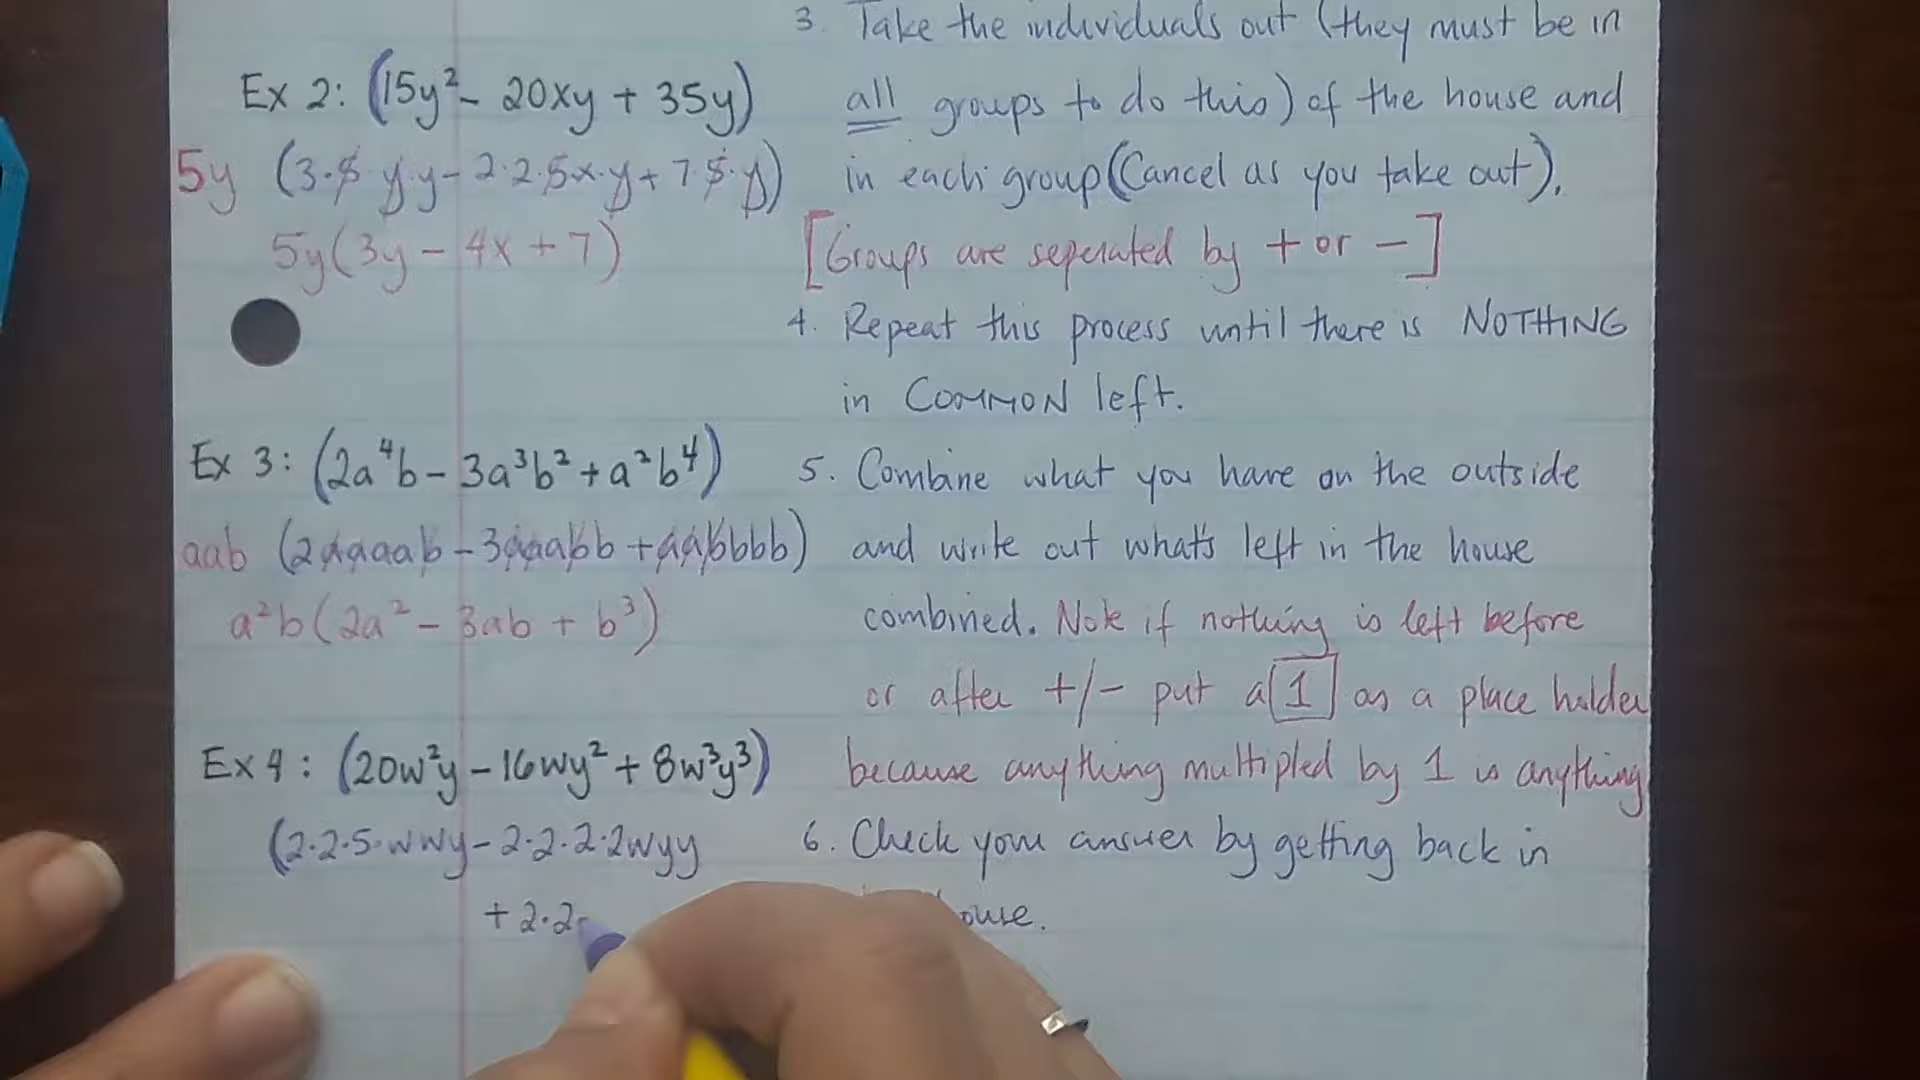 3. Take the individuals out (they must be in
Ex 2: (15y² - 20xy + 35y)
all groups to do this) of the house and
5y (3·5·y·y - 2·2·5·x·y + 7·5·y)
in each group (Cancel as you take out).
5y(3y - 4x + 7)
[Groups are seperated by + or -]
4. Repeat this process until there is NOTHING
in COMMON left.
Ex 3: (2a⁴b - 3a³b² + a²b⁴)
5. Combine what you have on the outside
aab (2aaaab - 3aaabb + aabbbb)
and write out what's left in the house
a²b(2a² - 3ab + b³)
combined. Note if nothing is left before
or after +/- put a 1 as a place holder
Ex 4: (20w²y - 16wy² + 8w³y³)
because anything multipled by 1 is anything
(2·2·5·wwy - 2·2·2·2wyy
6. Check your answer by getting back in
+ 2·2·